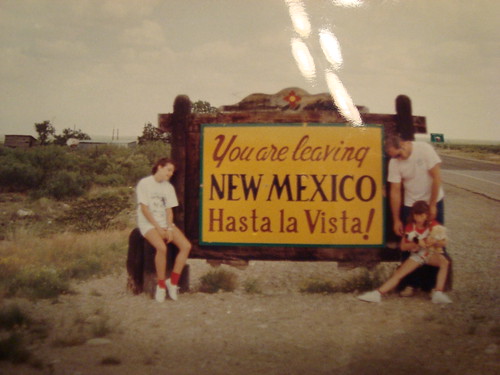 You are leaving
NEW MEXICO
Hasta la Vista!